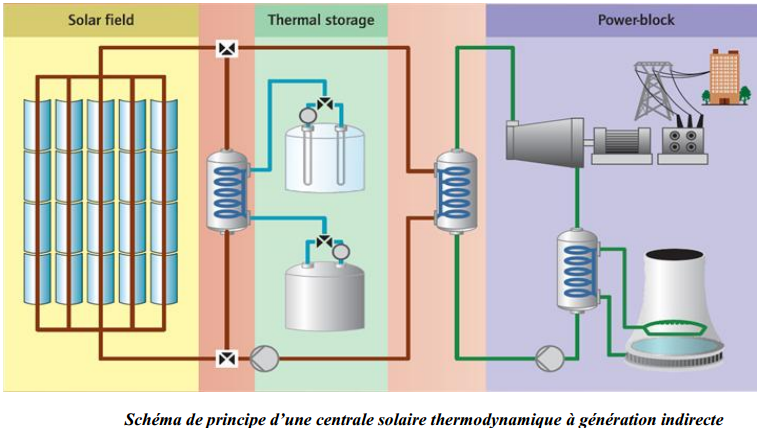 Solar field
Thermal storage
Power-block
Schéma de principe d’une centrale solaire thermodynamique à génération indirecte